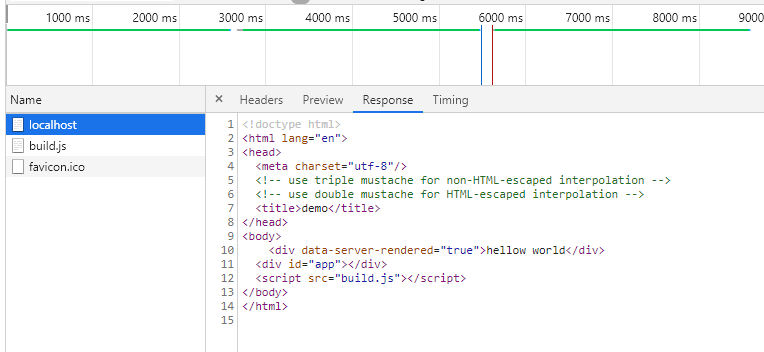 1000 ms 2000 ms 3000 ms 4000 ms 5000 ms 6000 ms 7000 ms 8000 ms 9000
Name × Headers Preview Response Timing
localhost
build.js
favicon.ico
1 <!doctype html>
2 <html lang="en">
3 <head>
4   <meta charset="utf-8"/>
5   <!-- use triple mustache for non-HTML-escaped interpolation -->
6   <!-- use double mustache for HTML-escaped interpolation -->
7   <title>demo</title>
8 </head>
9 <body>
10     <div data-server-rendered="true">hellow world</div>
11   <div id="app"></div>
12   <script src="build.js"></script>
13 </body>
14 </html>
15